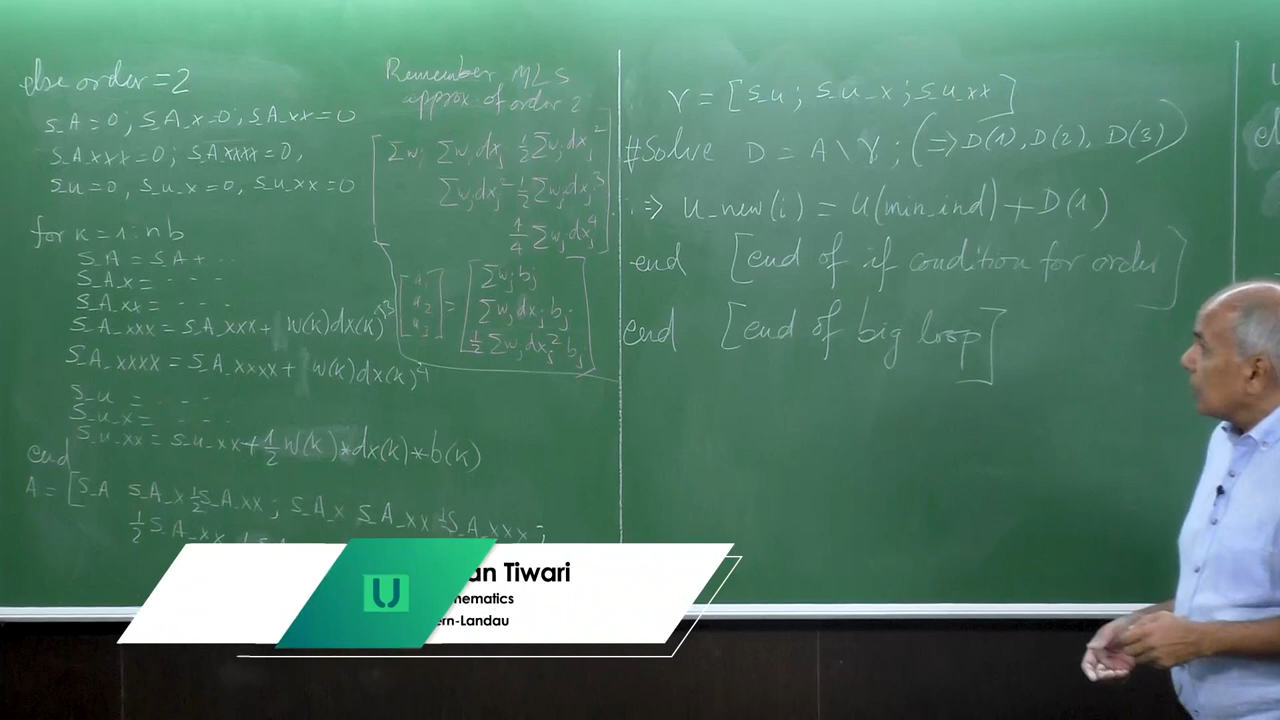 else order = 2
S_A = 0; S_A_x = 0; S_A_xx = 0
S_A_xxx = 0; S_A_xxxx = 0,
Σu = 0, S_u_x = 0, S_u_xx = 0
for k = 1:nb
S_A = S_A + ..
S_A_x = - - - -
S_A_xx = - - - -
S_A_xxx = S_A_xxx + w(k)dx(k)^3
S_A_xxxx = S_A_xxxx + w(k)dx(k)^4
S_u = - - - -
S_u_x = - - - -
S_u_xx = S_u_xx + 1/2 w(k)*dx(k)*b(k)
end
A = [S_A S_A_x 1/2 S_A_xx ; S_A_x S_A_xx 1/2 S_A_xxx ;
1/2 S_A_xx
Remember MLS
approx. of order 2
Σw_j Σw_j dx_j 1/2 Σw_j dx_j^2
Σw_j dx_j^2 1/2 Σw_j dx_j^3
1/4 Σw_j dx_j^4
[a_1 a_2 a_3] = [Σw_j b_j
Σw_j dx_j b_j
1/2 Σw_j dx_j^2 b_j]
r = [S_u ; S_u_x ; S_u_xx]
#Solve D = A \ r ; (⇒ D(1), D(2), D(3))
⇒ U_new(i) = U(min_ind) + D(1)
end [end of if condition for order]
end [end of big loop]
an Tiwari
hematics
ern-Landau